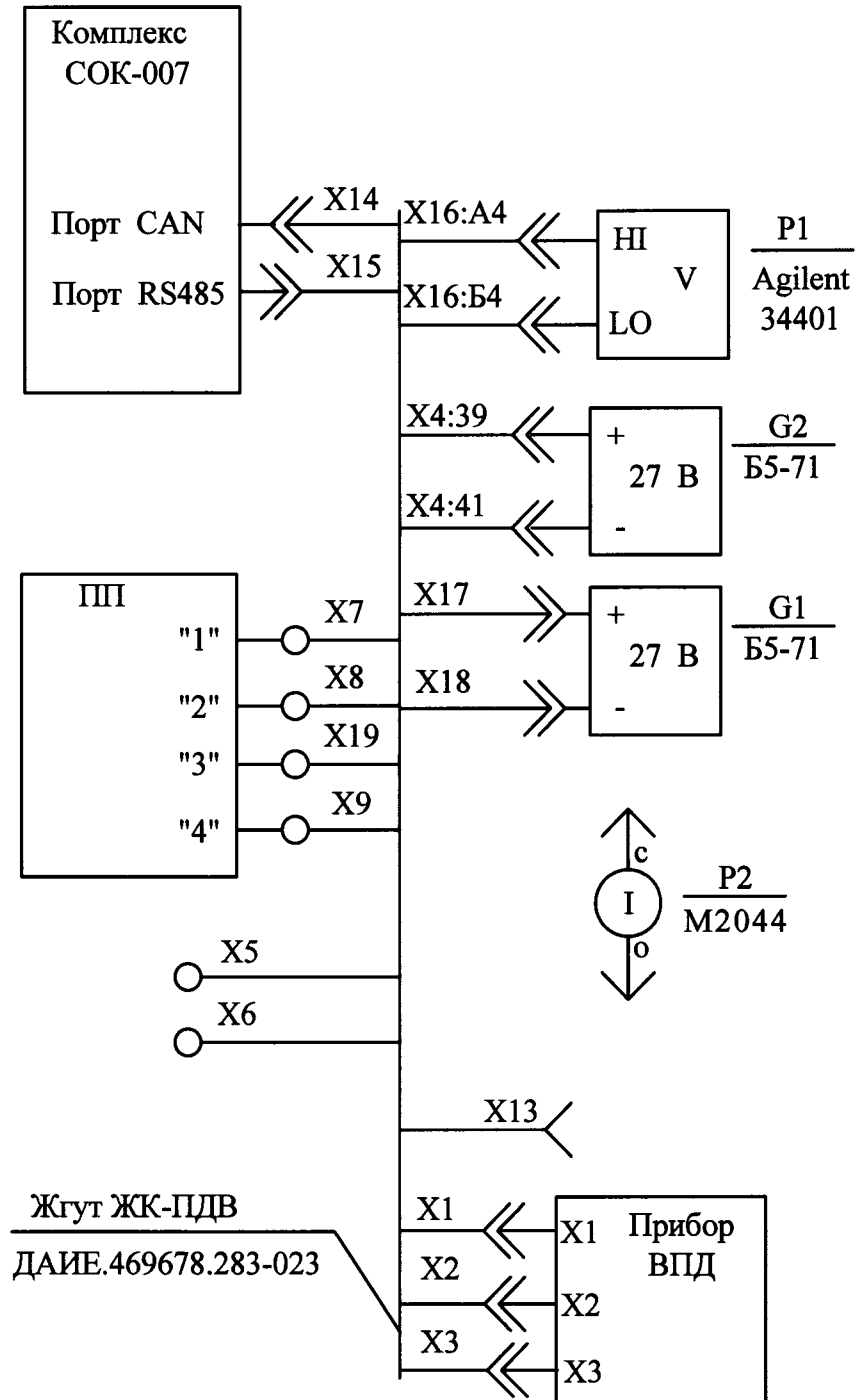 Комплекс
СОК-007
Порт CAN
Порт RS485
X14
X15
X16:А4
X16:Б4
HI
V
LO
P1
Agilent
34401
X4:39
X4:41
+
27 В
-
G2
Б5-71
X17
X18
+
27 В
-
G1
Б5-71
ПП
"1"
"2"
"3"
"4"
X7
X8
X19
X9
с
I
о
P2
М2044
X5
X6
X13
Жгут ЖК-ПДВ
ДАИЕ.469678.283-023
X1
X2
X3
X1
X2
X3
Прибор
ВПД